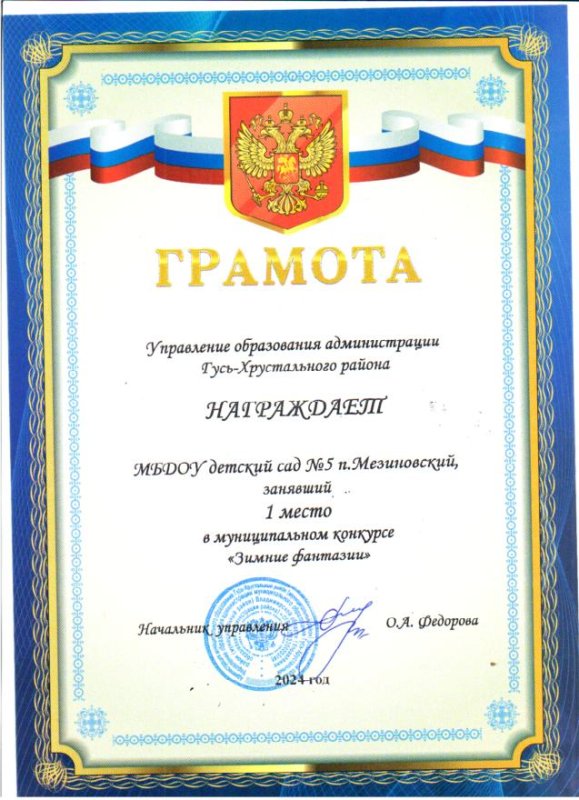 ГРАМОТА
Управление образования администрации
Гусь-Хрустального района
НАГРАЖДАЕТ
МБДОУ детский сад №5 п.Мезиновский,
занявший
1 место
в муниципальном конкурсе
«Зимние фантазии»
Начальник управления О.А. Федорова
2024 год